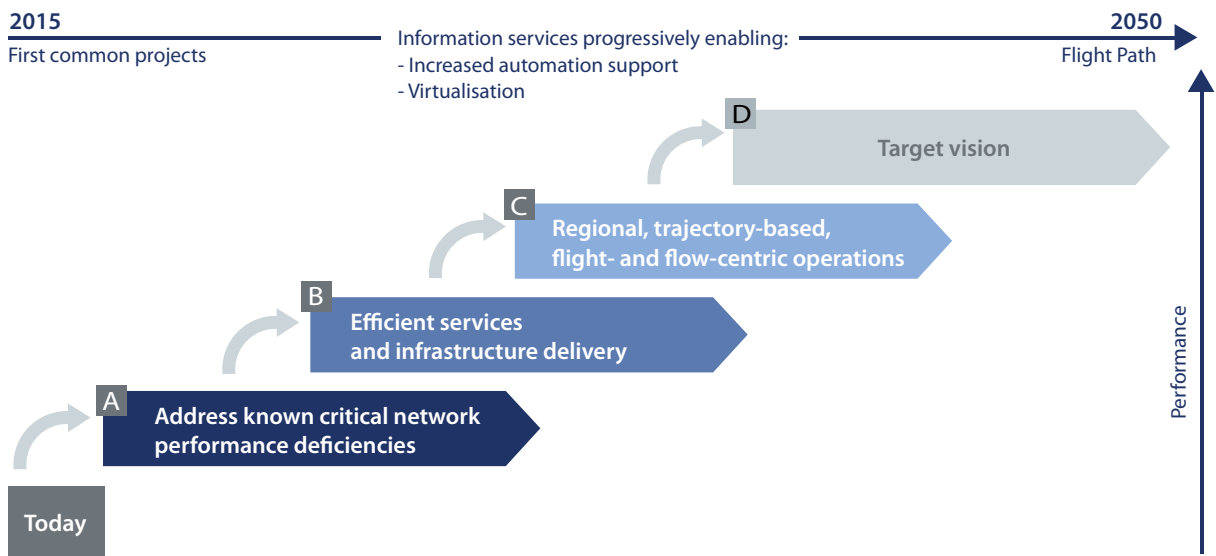 2015
First common projects
Information services progressively enabling:
- Increased automation support
- Virtualisation
2050
Flight Path
D
Target vision
C
Regional, trajectory-based,
flight- and flow-centric operations
B
Efficient services
and infrastructure delivery
A
Address known critical network
performance deficiencies
Today
Performance